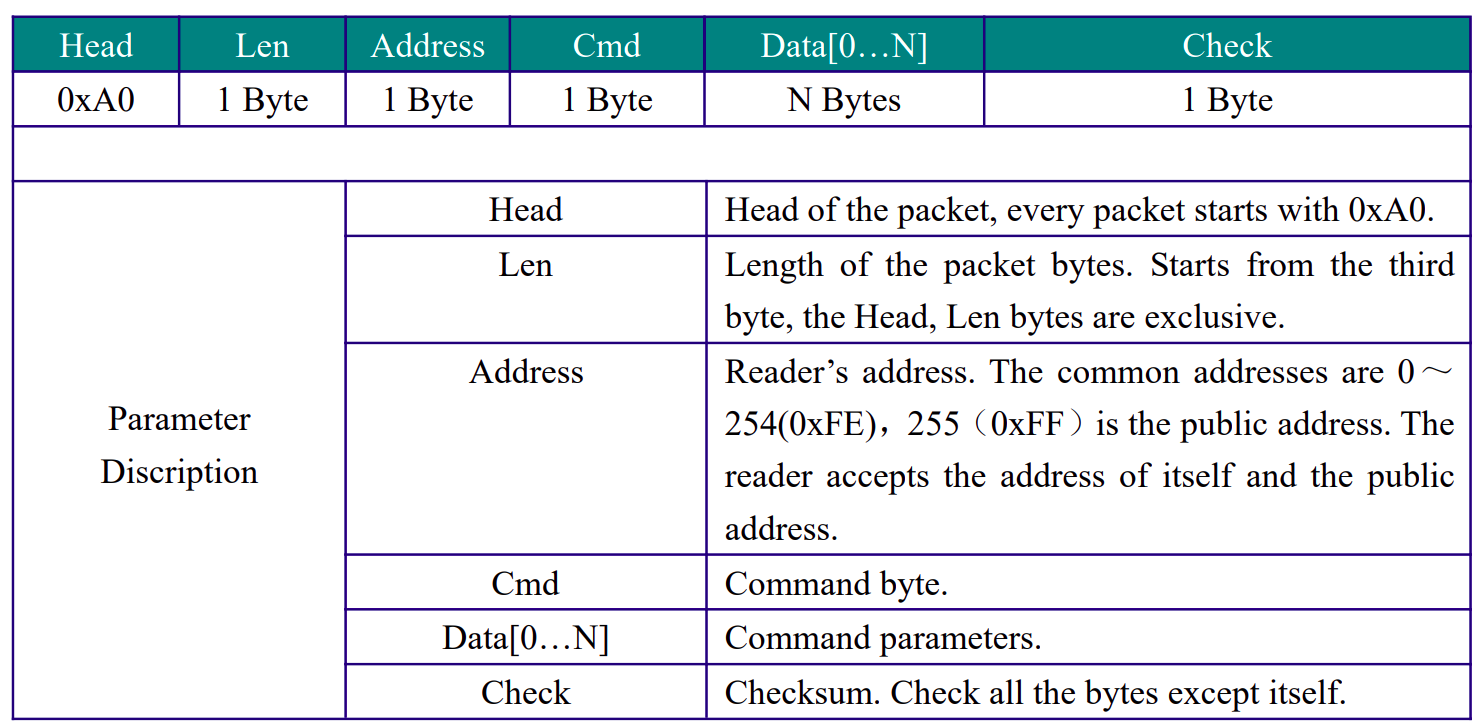 Head Len Address Cmd Data[0…N] Check
0xA0 1 Byte 1 Byte 1 Byte N Bytes 1 Byte
Parameter
Discription
Head
Head of the packet, every packet starts with 0xA0.
Len
Length of the packet bytes. Starts from the third
byte, the Head, Len bytes are exclusive.
Address
Reader’s address. The common addresses are 0～
254(0xFE)，255（0xFF）is the public address. The
reader accepts the address of itself and the public
address.
Cmd
Command byte.
Data[0…N]
Command parameters.
Check
Checksum. Check all the bytes except itself.